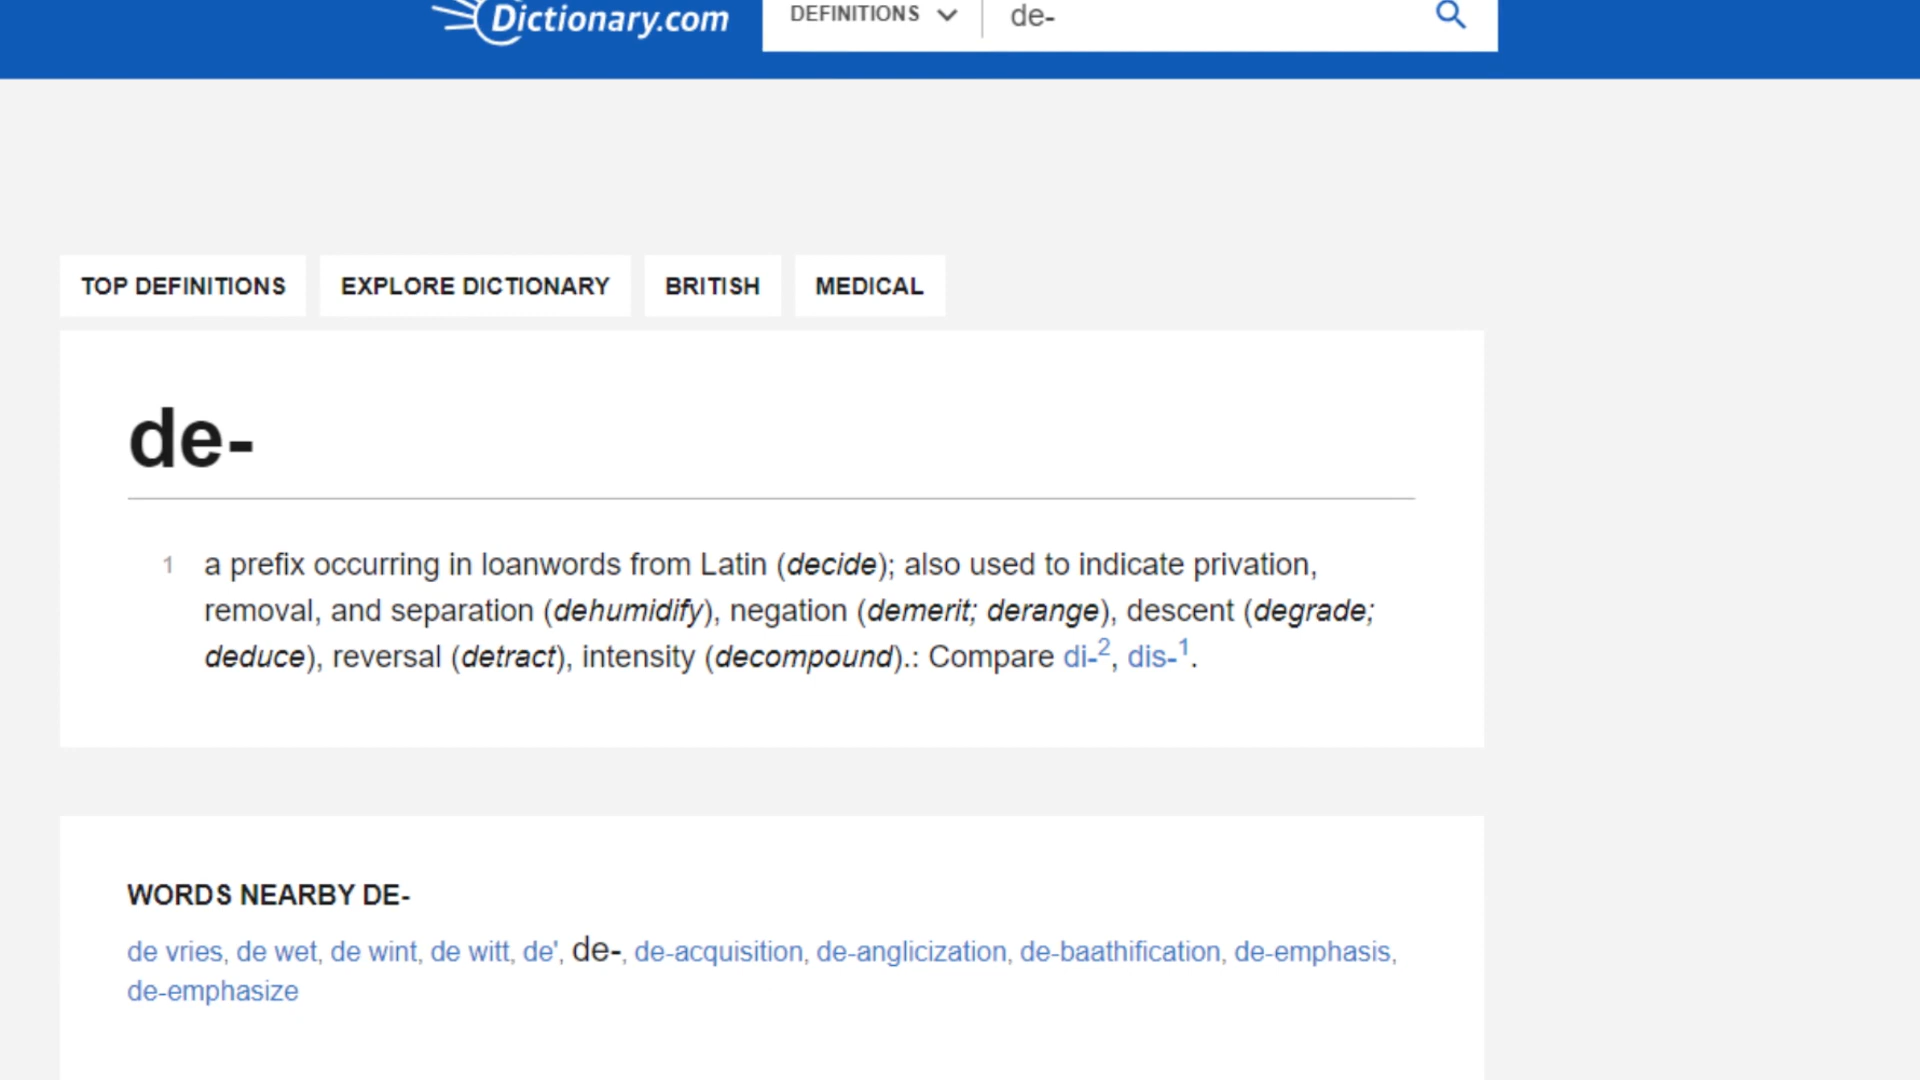 Dictionary.com DEFINITIONS de-
TOP DEFINITIONS EXPLORE DICTIONARY BRITISH MEDICAL
de-
1 a prefix occurring in loanwords from Latin (decide); also used to indicate privation,
removal, and separation (dehumidify), negation (demerit; derange), descent (degrade;
deduce), reversal (detract), intensity (decompound).: Compare di-2, dis-1.
WORDS NEARBY DE-
de vries, de wet, de wint, de witt, de', de-, de-acquisition, de-anglicization, de-baathification, de-emphasis,
de-emphasize